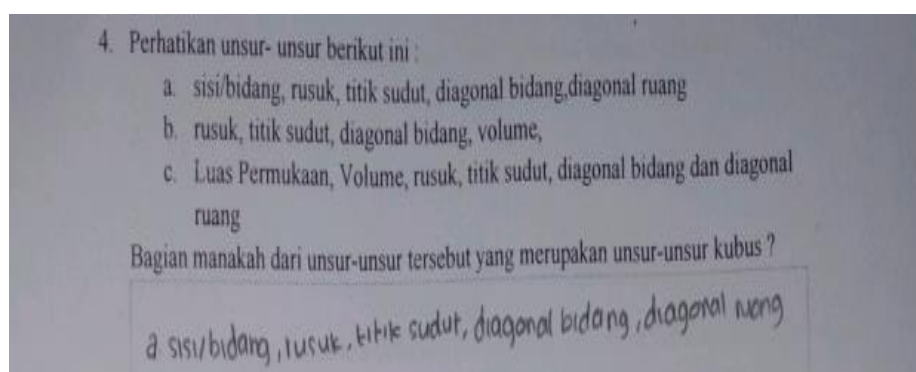 4. Perhatikan unsur- unsur berikut ini :
a. sisi/bidang, rusuk, titik sudut, diagonal bidang,diagonal ruang
b. rusuk, titik sudut, diagonal bidang, volume,
c. Luas Permukaan, Volume, rusuk, titik sudut, diagonal bidang dan diagonal
ruang
Bagian manakah dari unsur-unsur tersebut yang merupakan unsur-unsur kubus ?
a sisi/bidang, rusuk, titik sudut, diagonal bidang, diagonal ruang